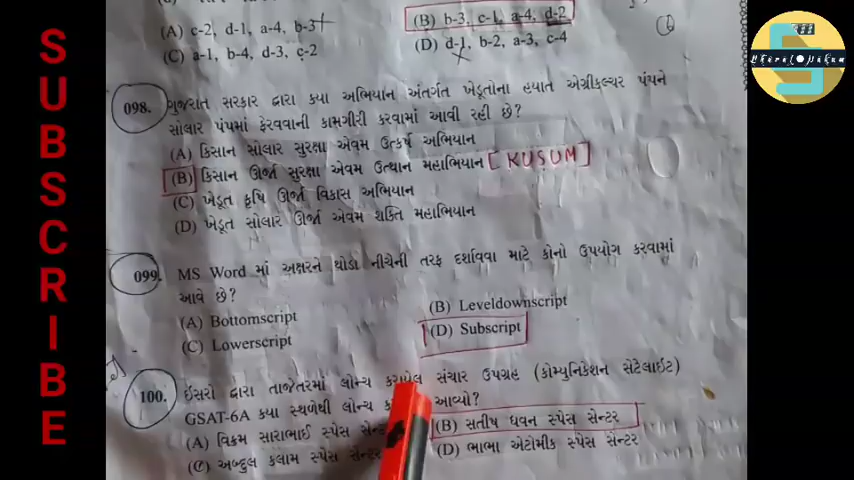 SUBSCRIBE
(A) c-2, d-1, a-4, b-3
(B) b-3, c-1, a-4, d-2
(C) a-1, b-4, d-3, c-2
(D) d-1, b-2, a-3, c-4
098. ગુજરાત સરકાર દ્વારા કયા અભિયાન અંતર્ગત ખેડૂતોના હયાત એગ્રીકલ્ચર પંપને
સોલાર પંપમાં ફેરવવાની કામગીરી કરવામાં આવી રહી છે?
(A) કિસાન સોલાર સુરક્ષા એવમ ઉત્કર્ષ અભિયાન
(B) કિસાન ઊર્જા સુરક્ષા એવમ ઉત્થાન મહાભિયાન [KUSUM]
(C) ખેડૂત કૃષિ ઊર્જા વિકાસ અભિયાન
(D) ખેડૂત સોલાર ઊર્જા એવમ શક્તિ મહાભિયાન
099. MS Word માં અક્ષરને થોડા નીચેની તરફ દર્શાવવા માટે કોનો ઉપયોગ કરવામાં
આવે છે?
(A) Bottomscript
(B) Leveldownscript
(C) Lowerscript
(D) Subscript
100. ઈસરો દ્વારા તાજેતરમાં લોન્ચ કરાયેલ સંચાર ઉપગ્રહ (કોમ્યુનિકેશન સેટેલાઈટ)
GSAT-6A કયા સ્થળેથી લોન્ચ આવ્યો?
(A) વિક્રમ સારાભાઈ સ્પેસ
(B) સતીષ ધવન સ્પેસ સેન્ટર
(C) અબ્દુલ કલામ સ્પેસ સેન્ટર
(D) ભાભા એટોમીક સ્પેસ સેન્ટર